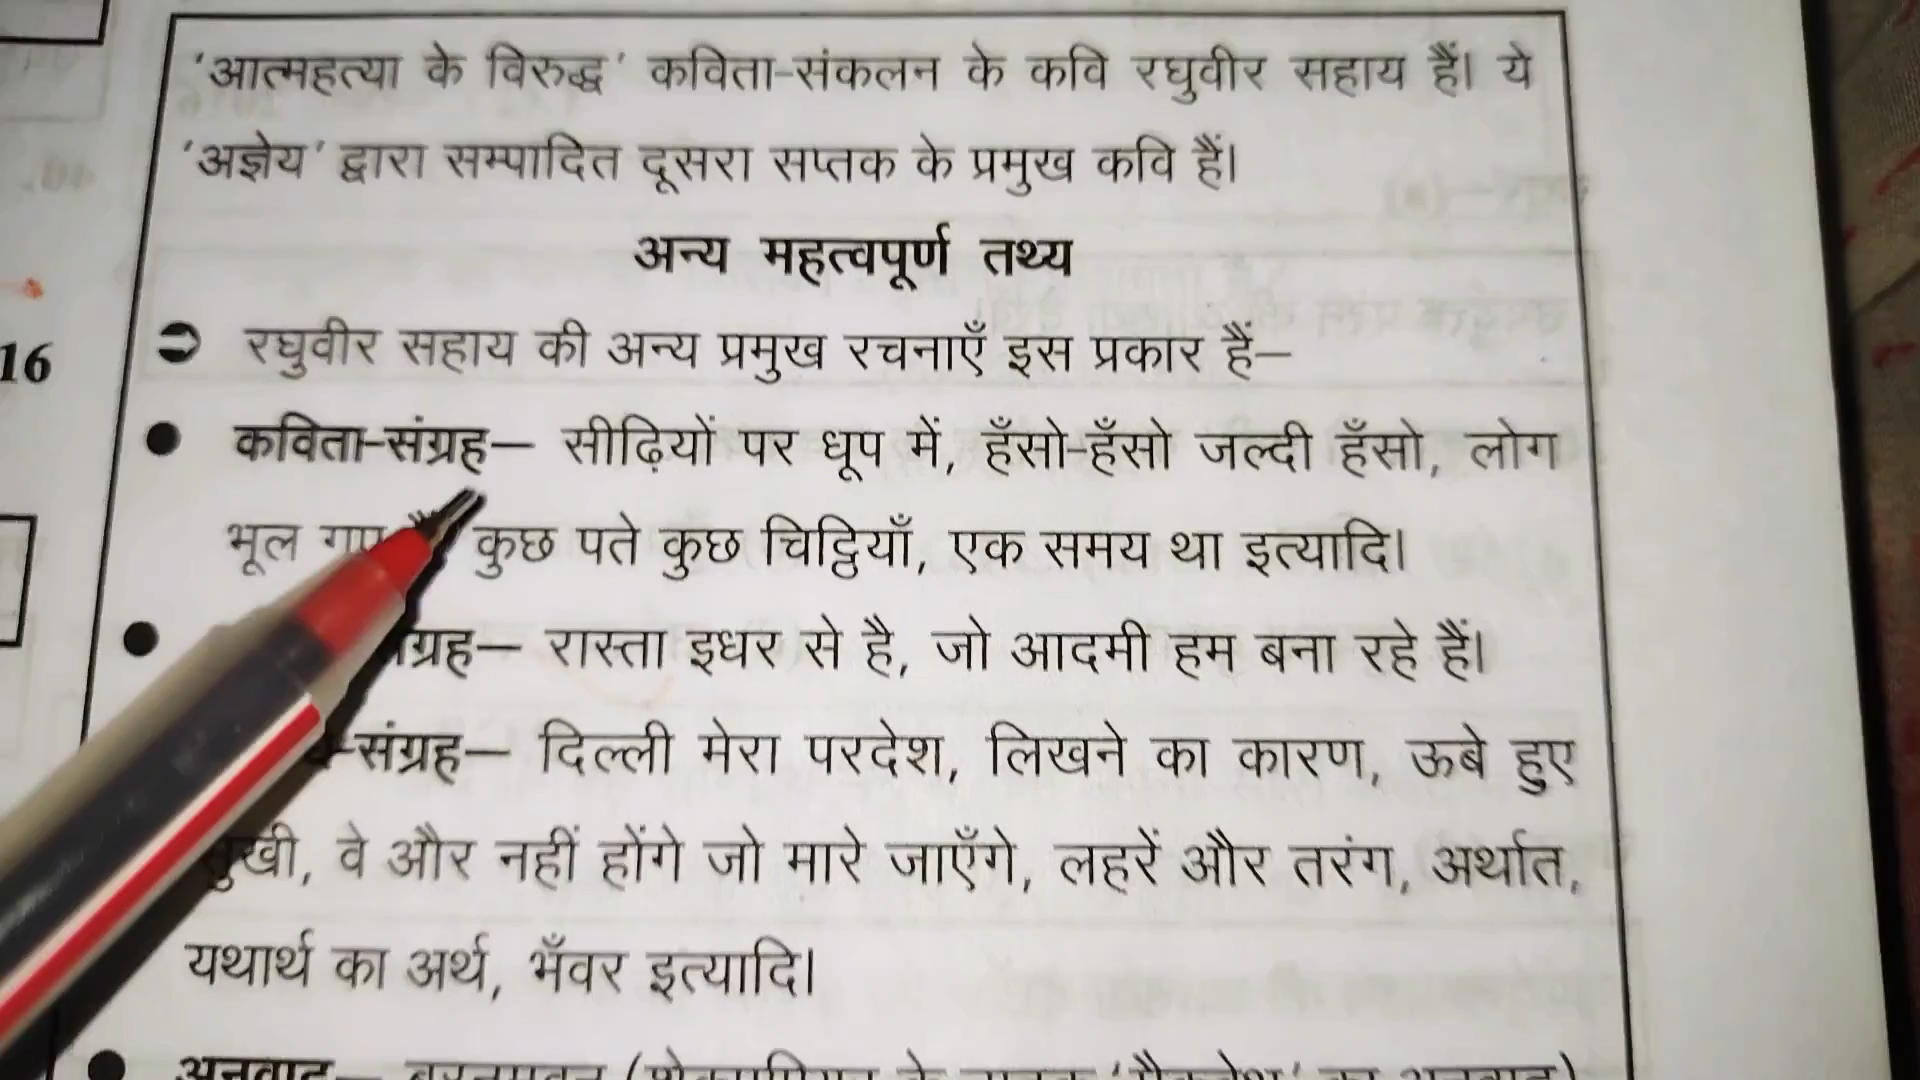 'आत्महत्या के विरुद्ध' कविता-संकलन के कवि रघुवीर सहाय हैं। ये
'अज्ञेय' द्वारा सम्पादित दूसरा सप्तक के प्रमुख कवि हैं।
अन्य महत्वपूर्ण तथ्य
➲ रघुवीर सहाय की अन्य प्रमुख रचनाएँ इस प्रकार हैं–
16
● कविता-संग्रह– सीढ़ियों पर धूप में, हँसो-हँसो जल्दी हँसो, लोग
भूल कुछ पते कुछ चिट्ठियाँ, एक समय था इत्यादि।
● संग्रह– रास्ता इधर से है, जो आदमी हम बना रहे हैं।
-संग्रह– दिल्ली मेरा परदेश, लिखने का कारण, ऊबे हुए
सुखी, वे और नहीं होंगे जो मारे जाएँगे, लहरें और तरंग, अर्थात,
यथार्थ का अर्थ, भँवर इत्यादि।
● अनुवाद–